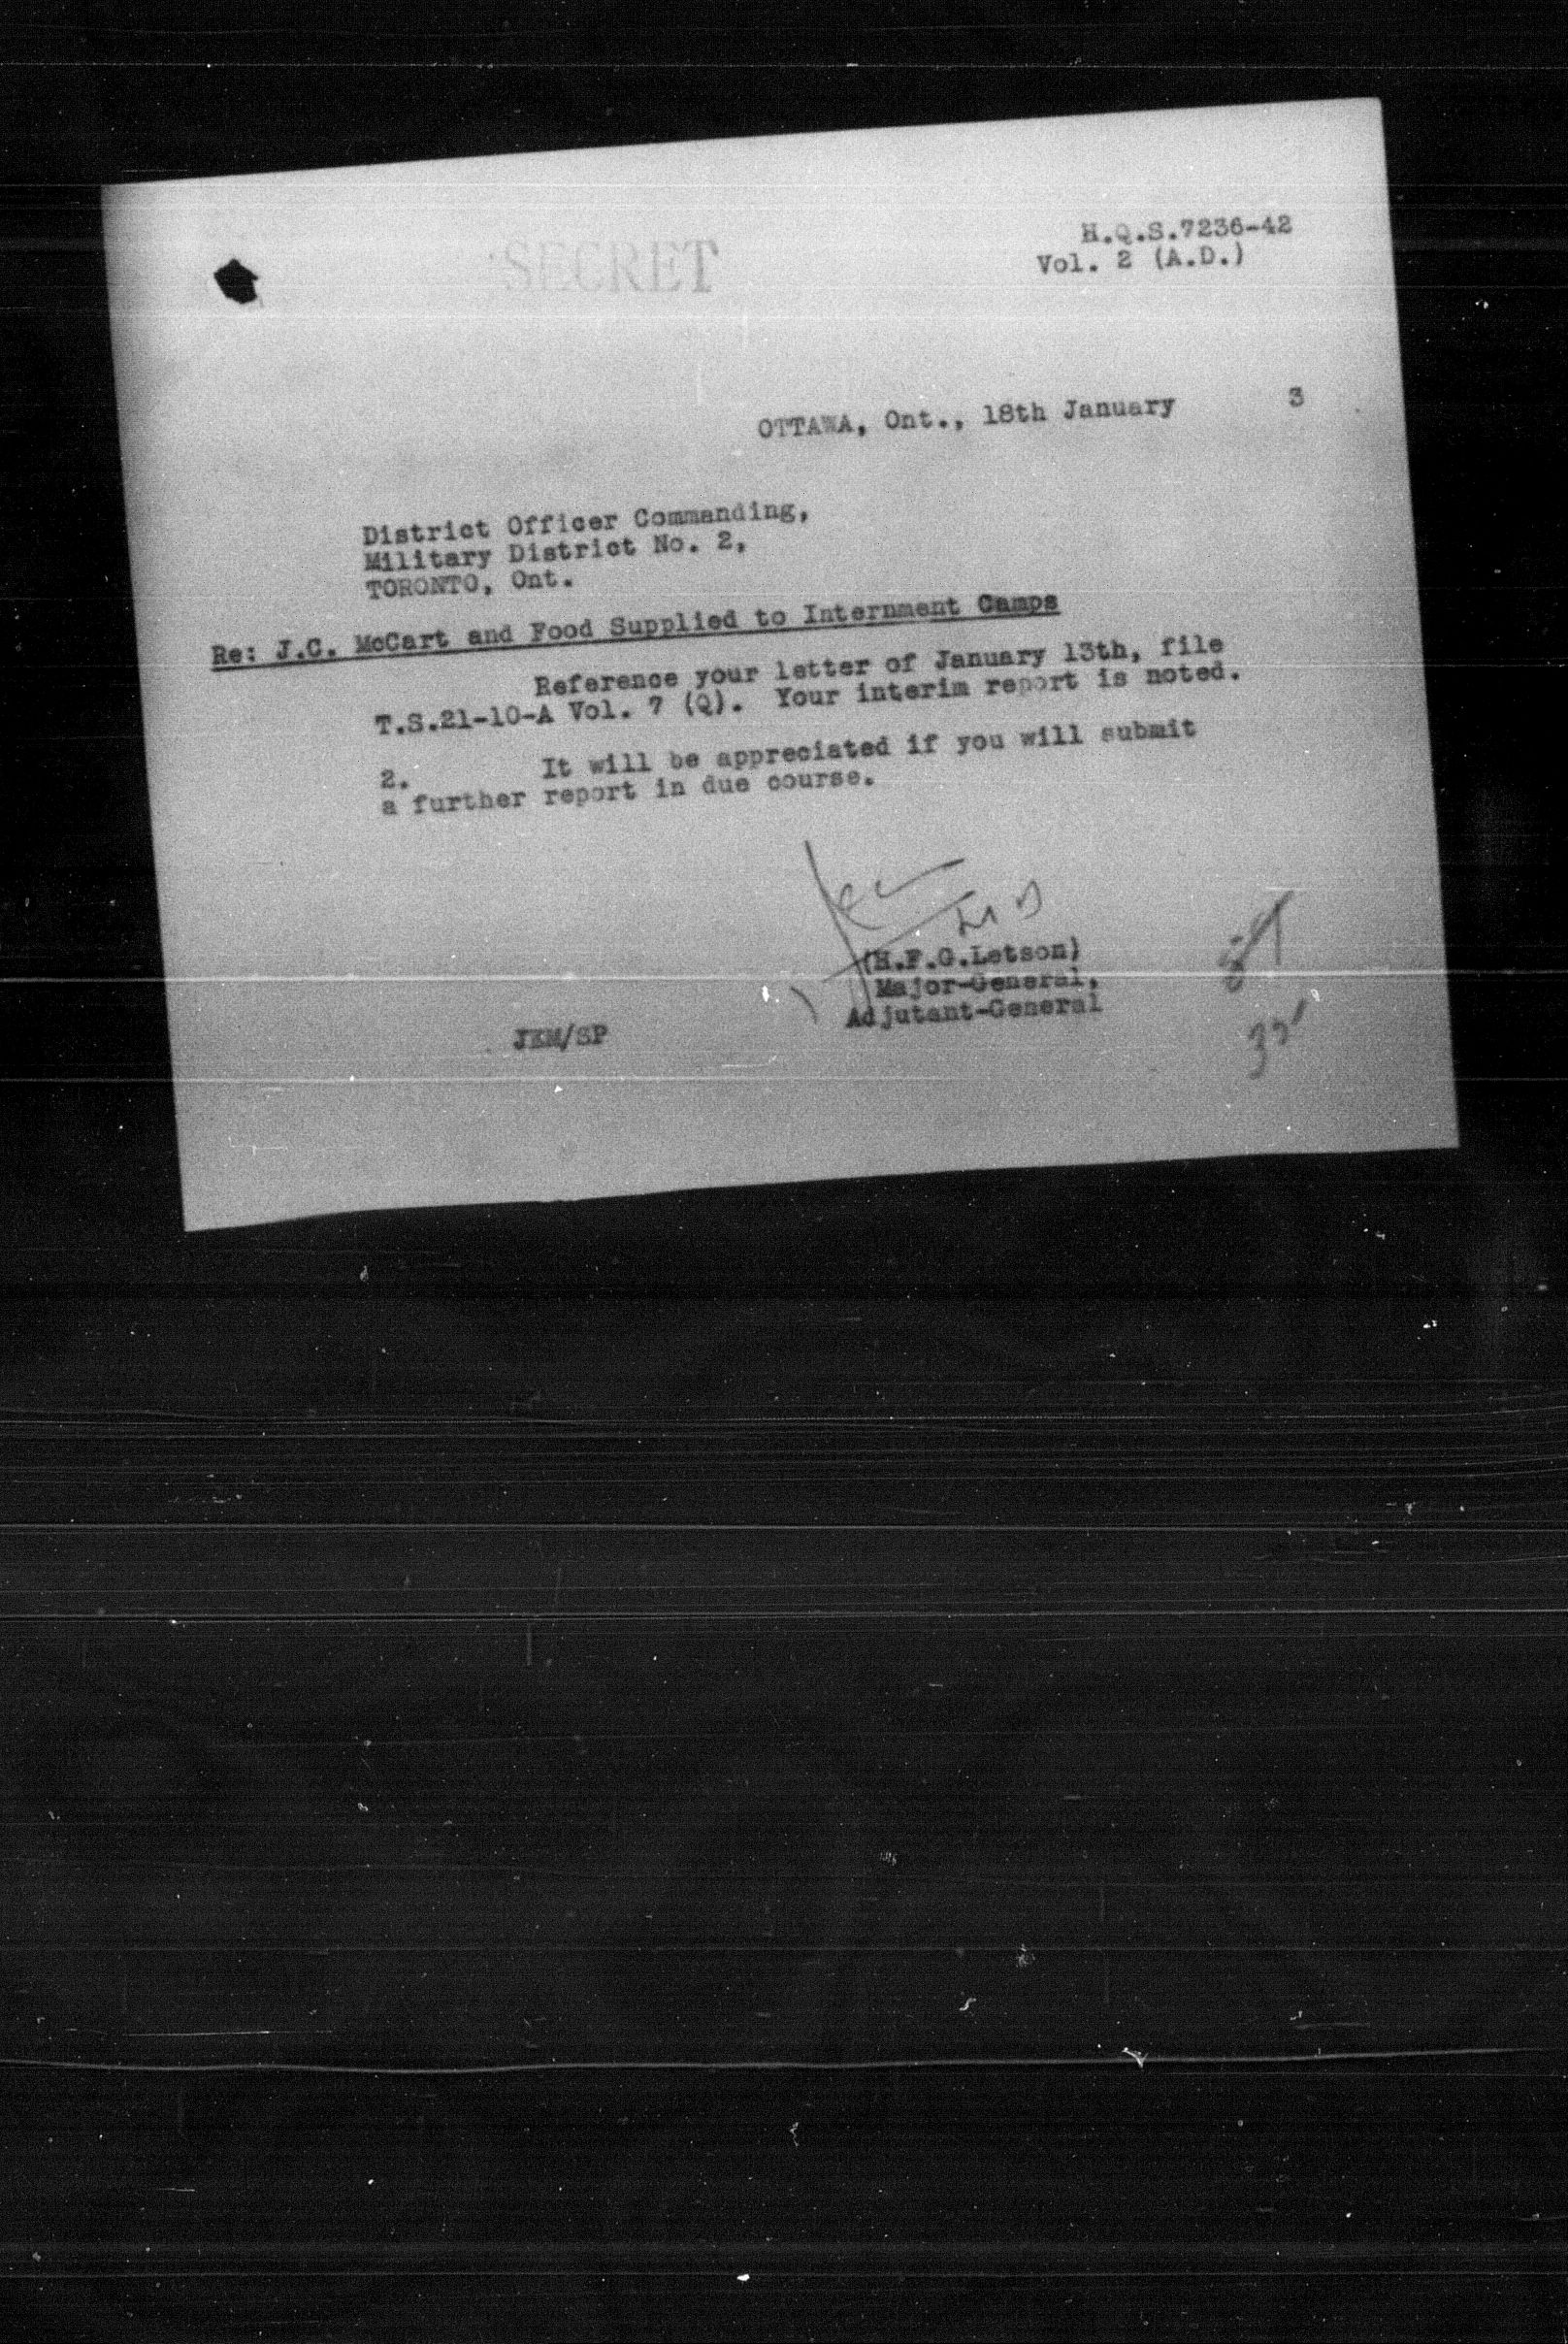 SECRET
H.Q.S.7236-42
Vol. 2 (A.D.)
OTTAWA, Ont., 18th January 3
District Officer Commanding,
Military District No. 2,
TORONTO, Ont.
Re: J.C. McCart and Food Supplied to Internment Camps
Reference your letter of January 13th, file
T.S.21-10-A Vol. 7 (Q). Your interim report is noted.
2. It will be appreciated if you will submit
a further report in due course.
(H.F.G.Letson)
Major-General,
Adjutant-General
JKM/SP